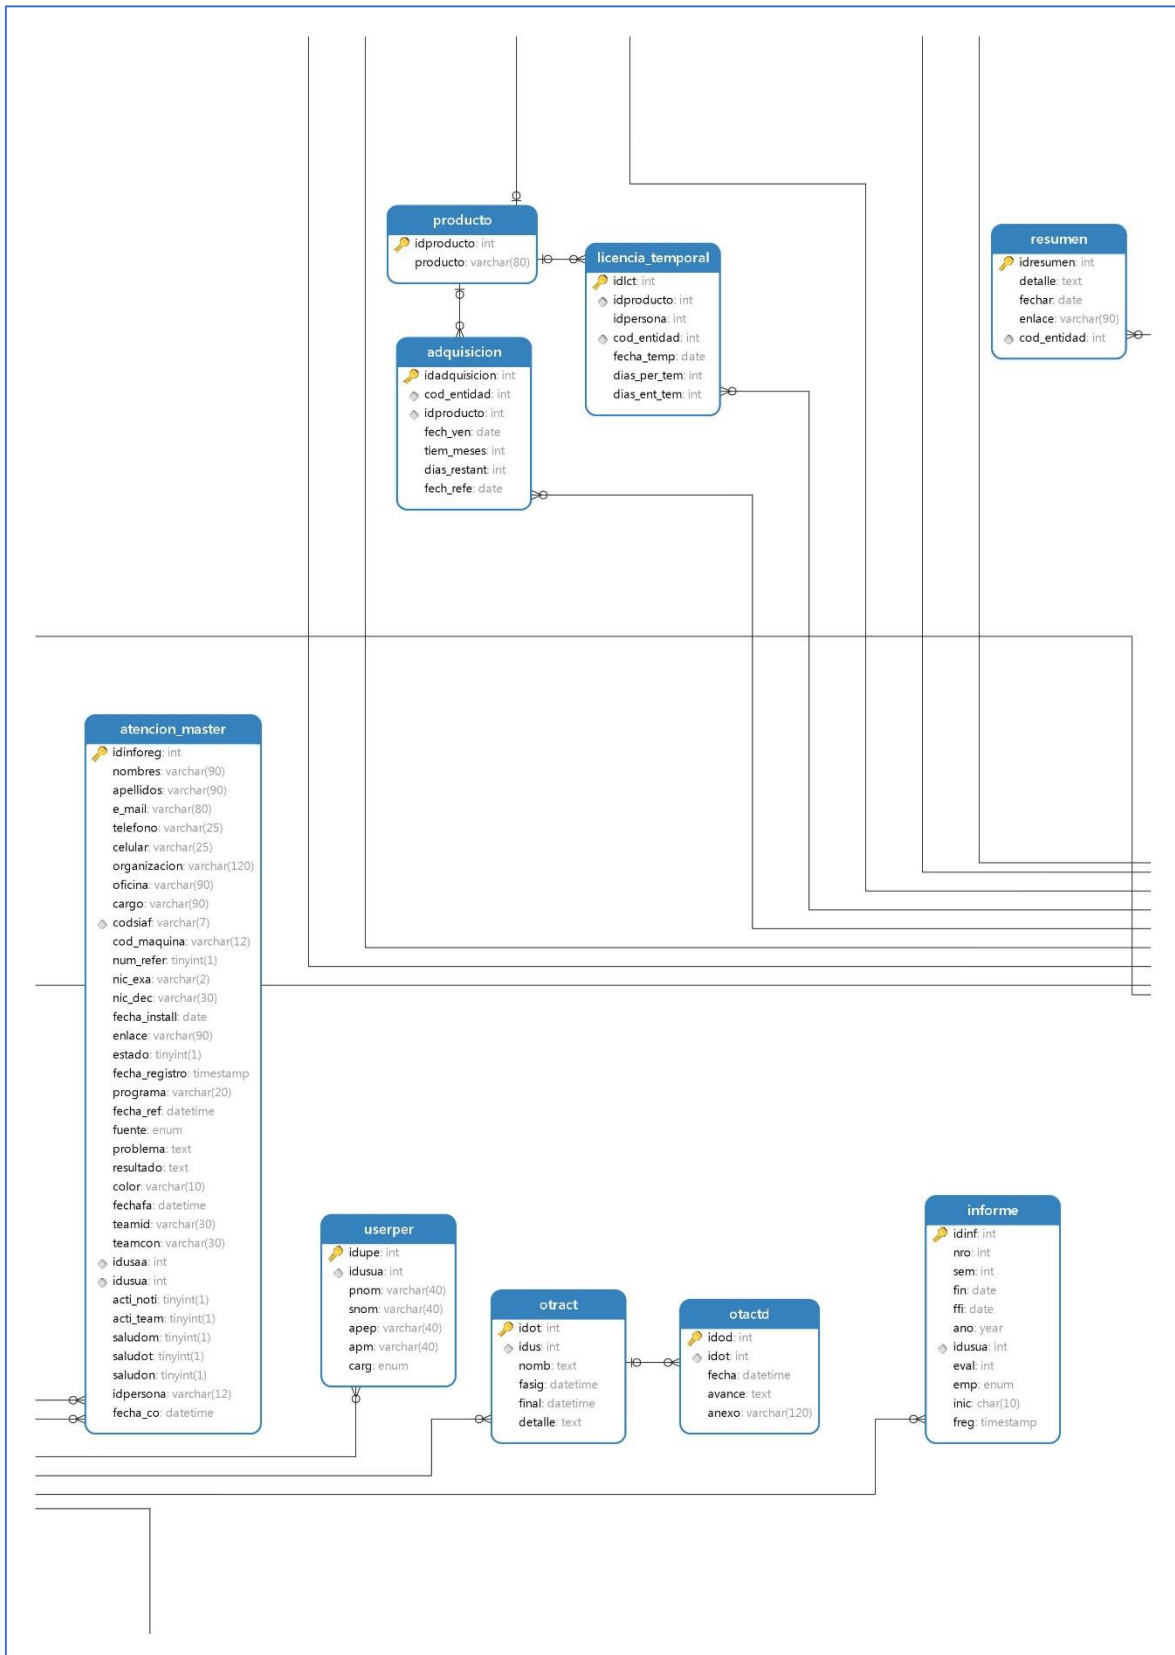 producto
idproducto: int
producto: varchar(80)
licencia_temporal
idlct: int
idproducto: int
idpersona: int
cod_entidad: int
fecha_temp: date
dias_per_tem: int
dias_ent_tem: int
resumen
idresumen: int
detalle: text
fechar: date
enlace: varchar(90)
cod_entidad: int
adquisicion
idadquisicion: int
cod_entidad: int
idproducto: int
fech_ven: date
tiem_meses: int
dias_restant: int
fech_refe: date
atencion_master
idinforeg: int
nombres: varchar(90)
apellidos: varchar(90)
e_mail: varchar(80)
telefono: varchar(25)
celular: varchar(25)
organizacion: varchar(120)
oficina: varchar(90)
cargo: varchar(90)
codsiaf: varchar(7)
cod_maquina: varchar(12)
num_refer: tinyint(1)
nic_exa: varchar(2)
nic_dec: varchar(30)
fecha_install: date
enlace: varchar(90)
estado: tinyint(1)
fecha_registro: timestamp
programa: varchar(20)
fecha_ref: datetime
fuente: enum
problema: text
resultado: text
color: varchar(10)
fechafa: datetime
teamid: varchar(30)
teamcon: varchar(30)
idusaa: int
idusua: int
acti_noti: tinyint(1)
acti_team: tinyint(1)
saludom: tinyint(1)
saludot: tinyint(1)
saludon: tinyint(1)
idpersona: varchar(12)
fecha_co: datetime
userper
idupe: int
idusua: int
pnom: varchar(40)
snom: varchar(40)
apep: varchar(40)
apm: varchar(40)
carg: enum
otract
idot: int
idus: int
nomb: text
fasig: datetime
final: datetime
detalle: text
otactd
idod: int
idot: int
fecha: datetime
avance: text
anexo: varchar(120)
informe
idinf: int
nro: int
sem: int
fin: date
ffi: date
ano: year
idusua: int
eval: int
emp: enum
inic: char(10)
freg: timestamp